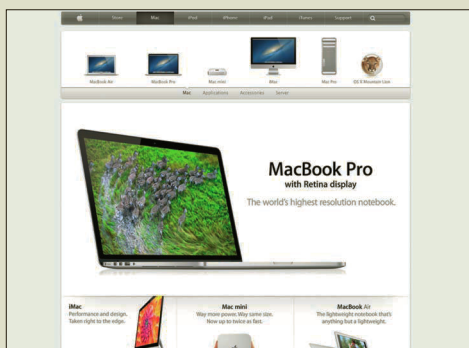 Store Mac iPod iPhone iPad iTunes Support
MacBook Air MacBook Pro Mac mini iMac Mac Pro OS X Mountain Lion
Mac Applications Accessories Server
MacBook Pro
with Retina display
The world's highest resolution notebook.
iMac
Performance and design.
Taken right to the edge.
Mac mini
Way more power. Way same size.
Now up to twice as fast.
MacBook Air
The lightweight notebook that's
anything but a lightweight.